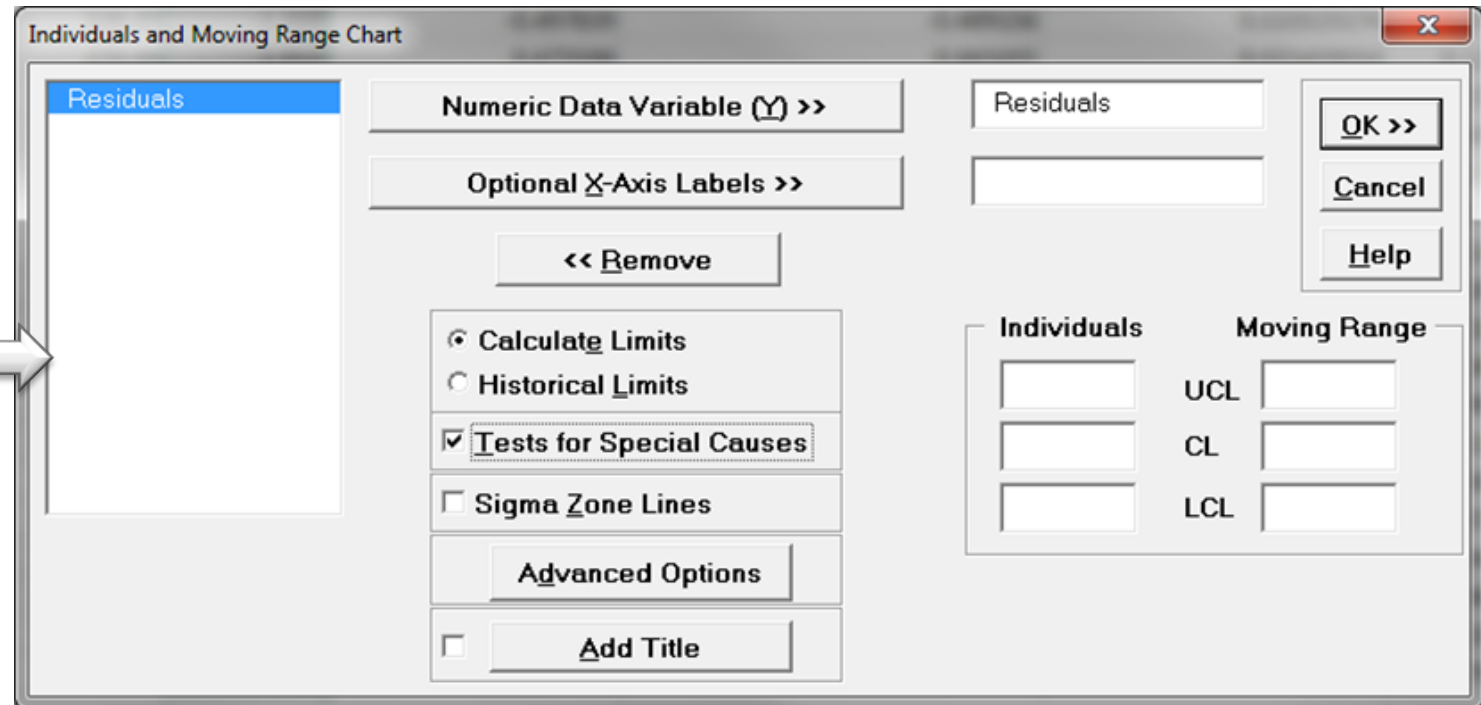 Individuals and Moving Range Chart
x
Residuals
Numeric Data Variable (Y) >>
Residuals
OK >>
Optional X-Axis Labels >>
Cancel
<< Remove
Help
Calculate Limits
Historical Limits
Tests for Special Causes
Sigma Zone Lines
Advanced Options
Add Title
Individuals
Moving Range
UCL
CL
LCL